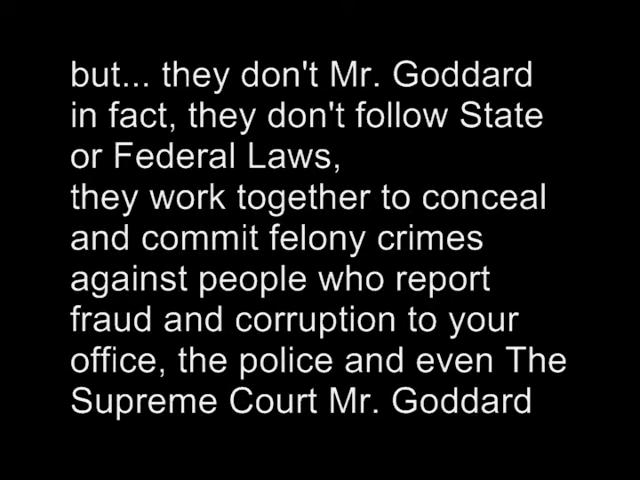 but... they don't Mr. Goddard
in fact, they don't follow State
or Federal Laws,
they work together to conceal
and commit felony crimes
against people who report
fraud and corruption to your
office, the police and even The
Supreme Court Mr. Goddard